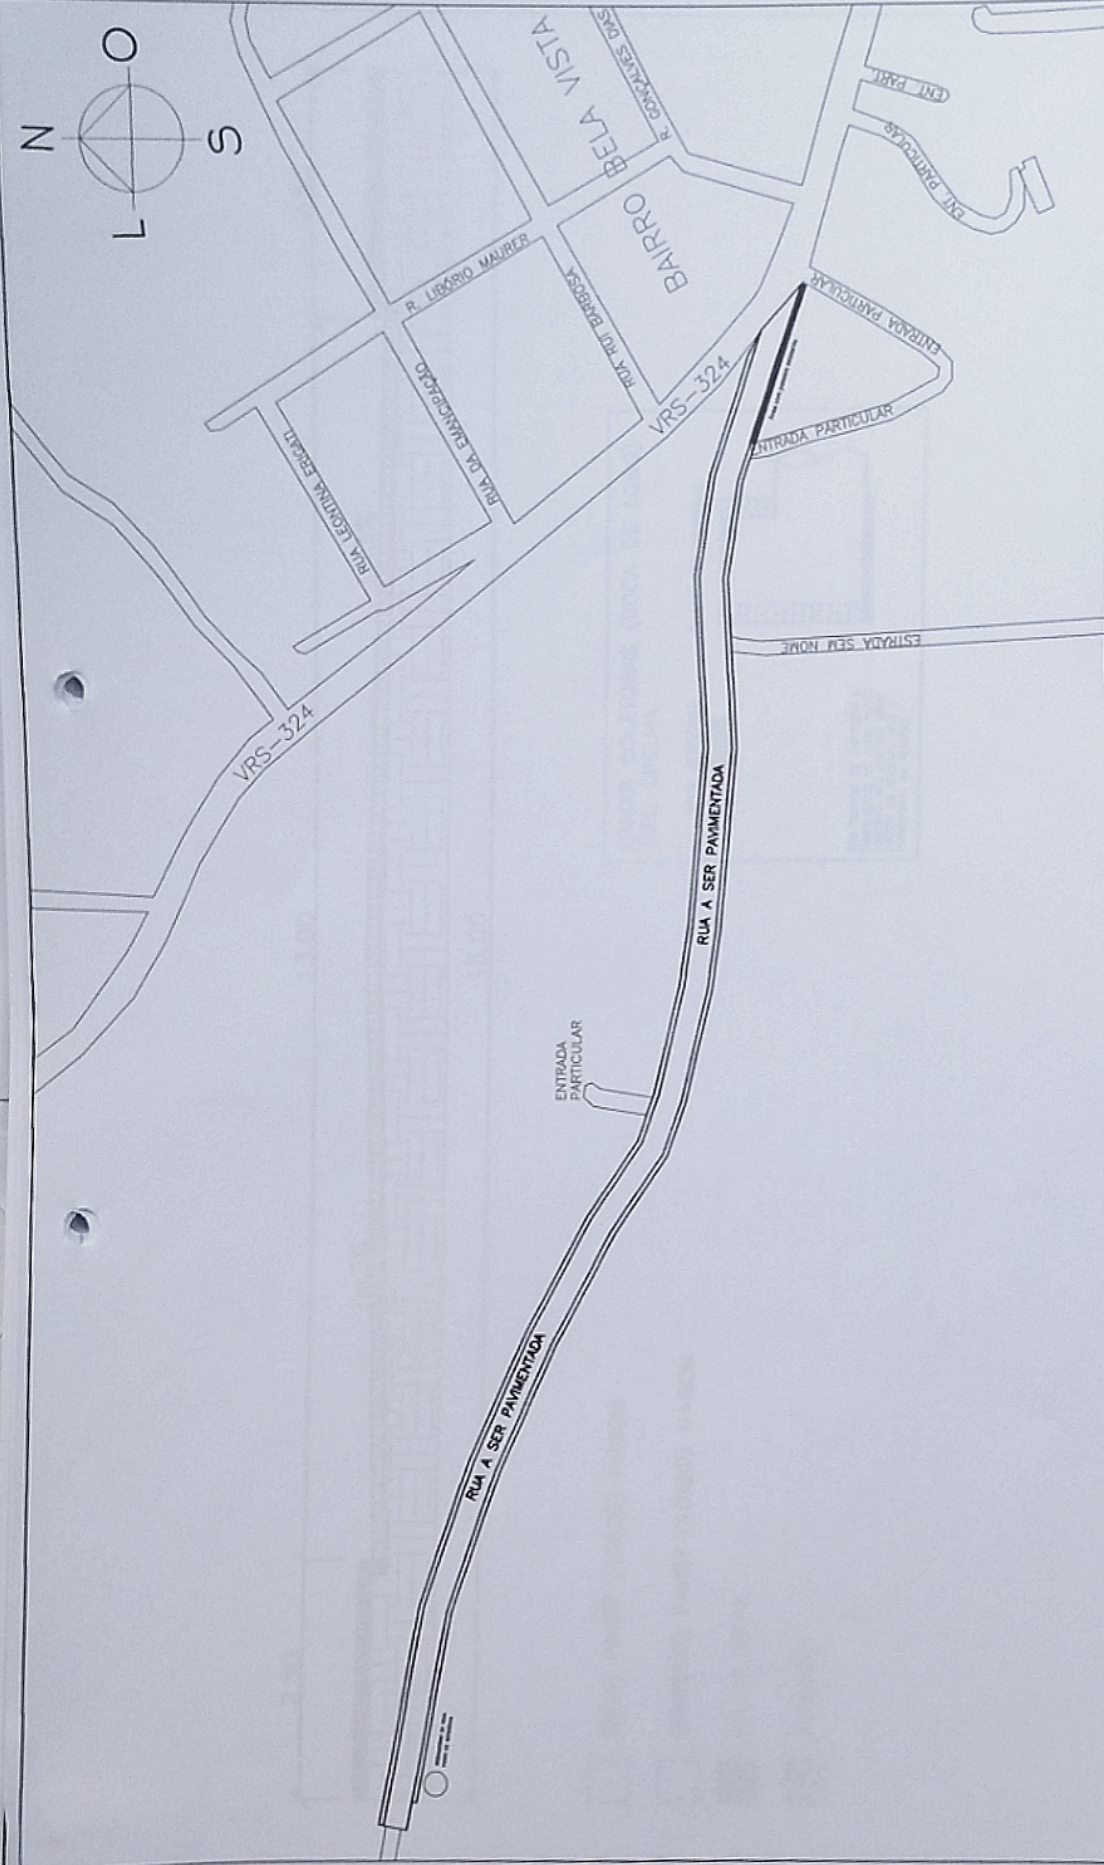 N
O
S
L
BAIRRO BELA VISTA
R. GONÇALVES DIAS
ENT. PART.
ENT. PARTICULAR
ENT. PARTICULAR
R. LIBÓRIO MAURER
RUA RUI BARBOSA
RUA DA EMANCIPAÇÃO
RUA LEONTINA ERIGATI
VRS-324
VRS-324
ENTRADA PARTICULAR
ENTRADA PARTICULAR
ESTRADA SEM NOME
RUA A SER PAVIMENTADA
ENTRADA
PARTICULAR
RUA A SER PAVIMENTADA